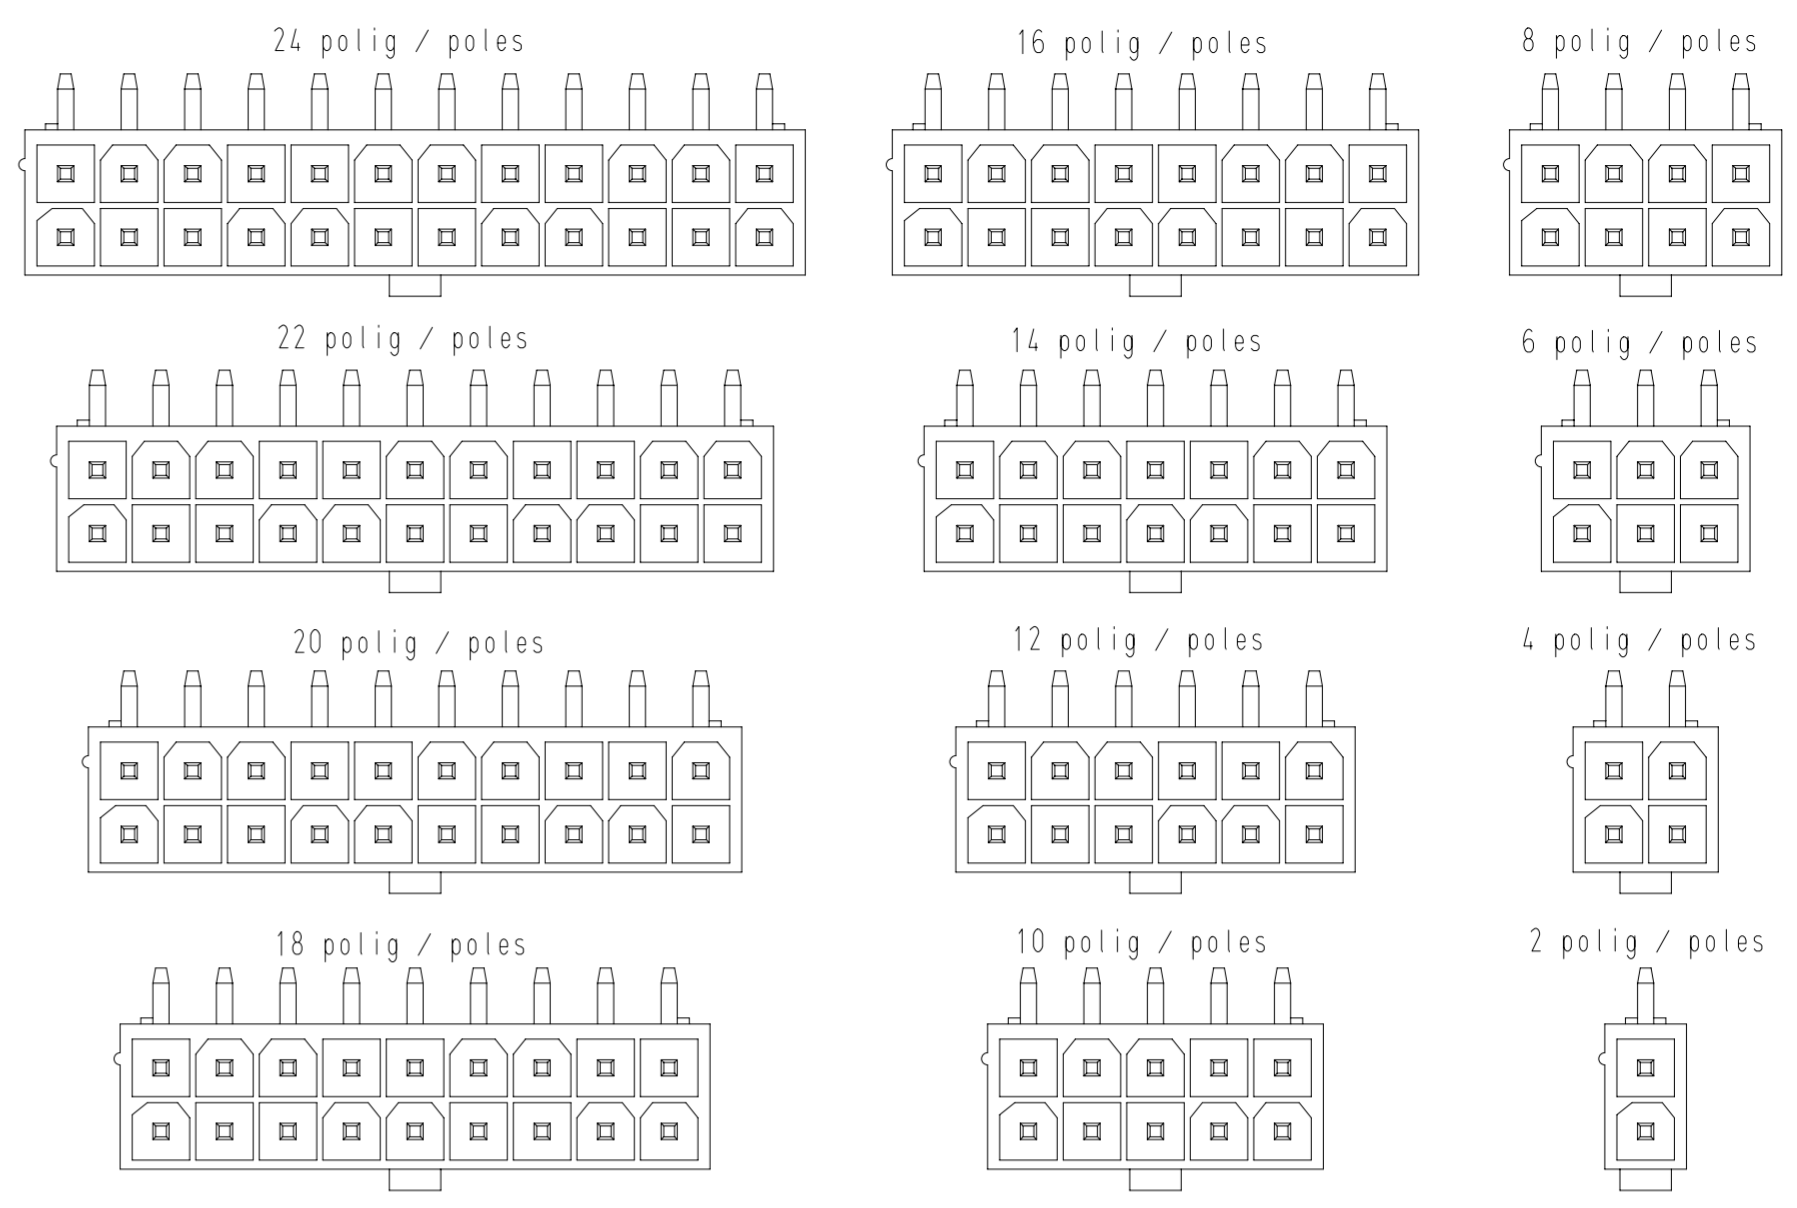 24 polig / poles
16 polig / poles
8 polig / poles
22 polig / poles
14 polig / poles
6 polig / poles
20 polig / poles
12 polig / poles
4 polig / poles
18 polig / poles
10 polig / poles
2 polig / poles